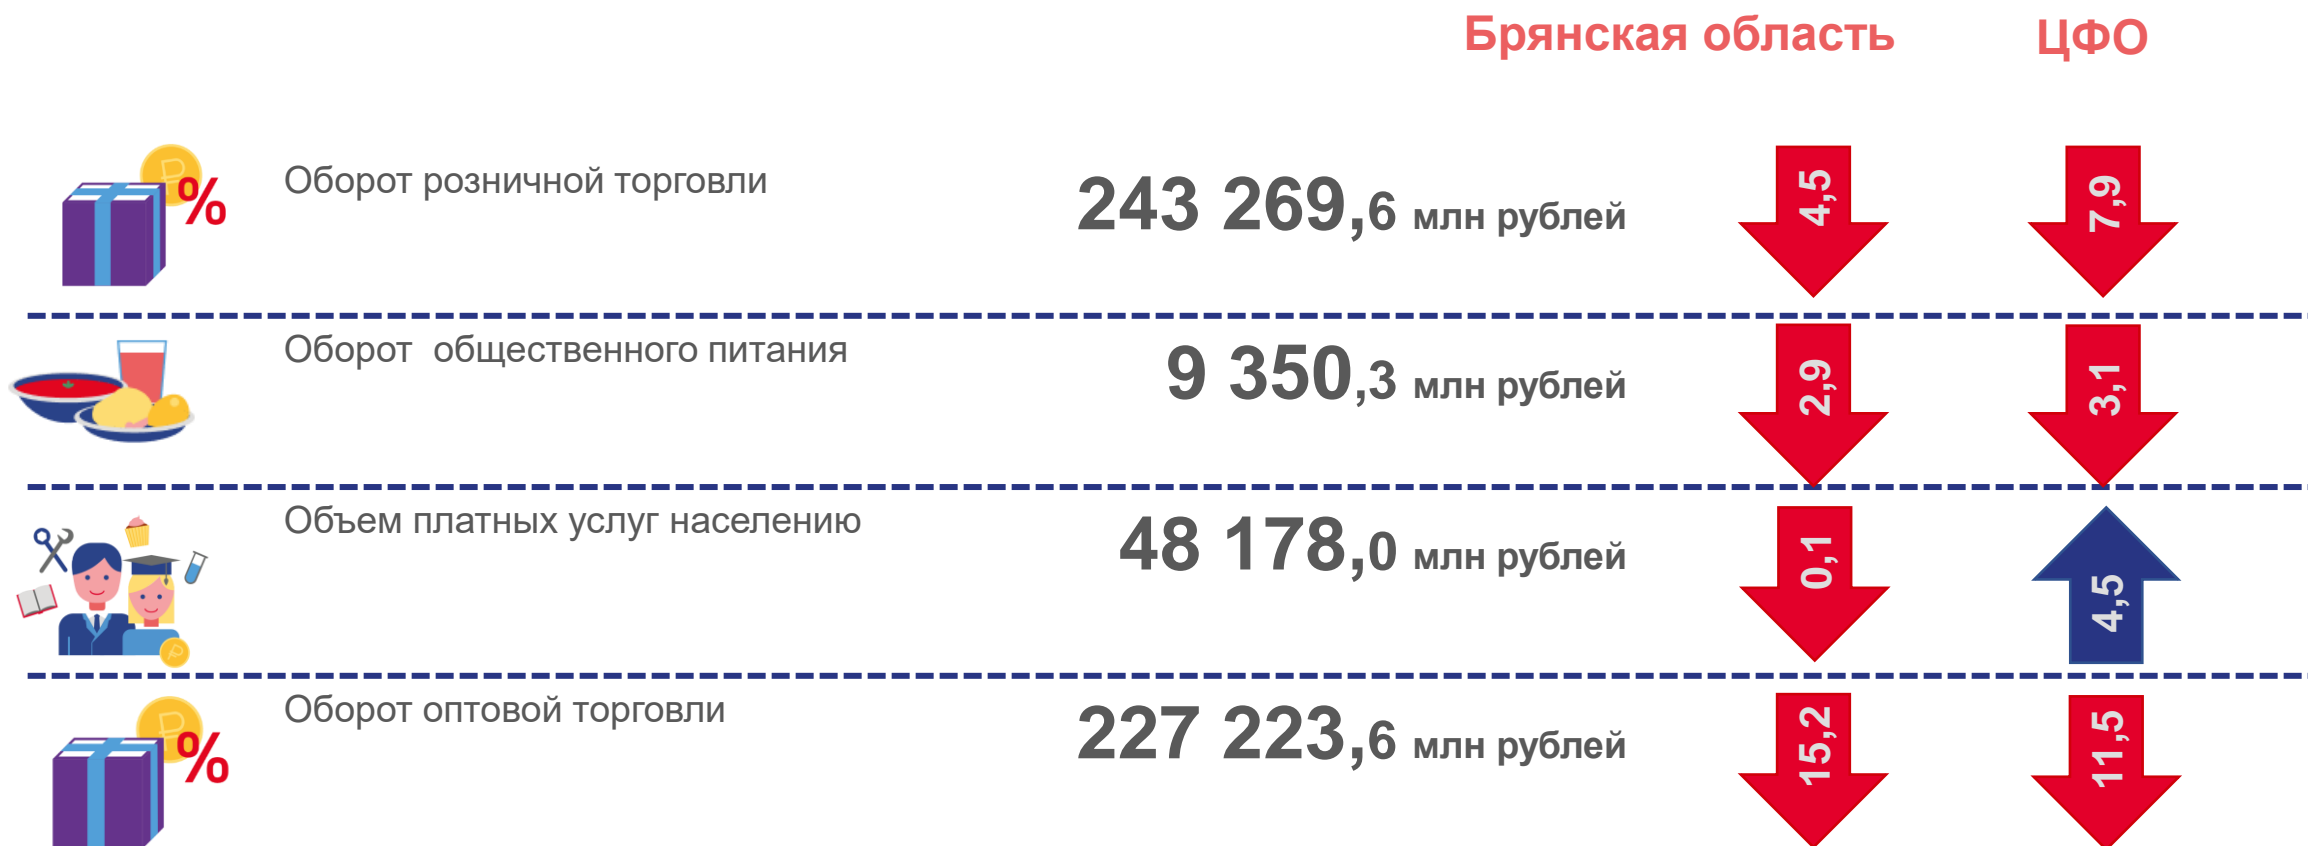 Брянская область ЦФО
Оборот розничной торговли 243 269,6 млн рублей 4,5 7,9
%
Оборот общественного питания 9 350,3 млн рублей 2,9 3,1
Объем платных услуг населению 48 178,0 млн рублей 0,1 4,5
Оборот оптовой торговли 227 223,6 млн рублей 15,2 11,5
%